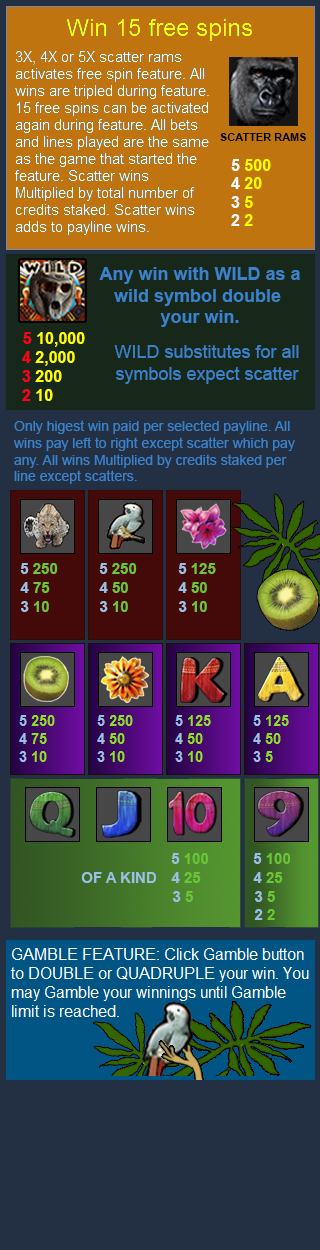 Win 15 free spins
3X, 4X or 5X scatter rams
activates free spin feature. All
wins are tripled during feature.
15 free spins can be activated
again during feature. All bets
and lines played are the same
as the game that started the
feature. Scatter wins
Multiplied by total number of
credits staked. Scatter wins
adds to payline wins.
SCATTER RAMS
5 500
4 20
3 5
2 2
WILD
5 10,000
4 2,000
3 200
2 10
Any win with WILD as a
wild symbol double
your win.
WILD substitutes for all
symbols expect scatter
Only higest win paid per selected payline. All
wins pay left to right except scatter which pay
any. All wins Multiplied by credits staked per
line except scatters.
5 250
4 75
3 10
5 250
4 50
3 10
5 125
4 50
3 10
5 250
4 75
3 10
5 250
4 50
3 10
K
5 125
4 50
3 10
A
5 125
4 50
3 5
Q J 10
OF A KIND
5 100
4 25
3 5
9
5 100
4 25
3 5
2 2
GAMBLE FEATURE: Click Gamble button
to DOUBLE or QUADRUPLE your win. You
may Gamble your winnings until Gamble
limit is reached.